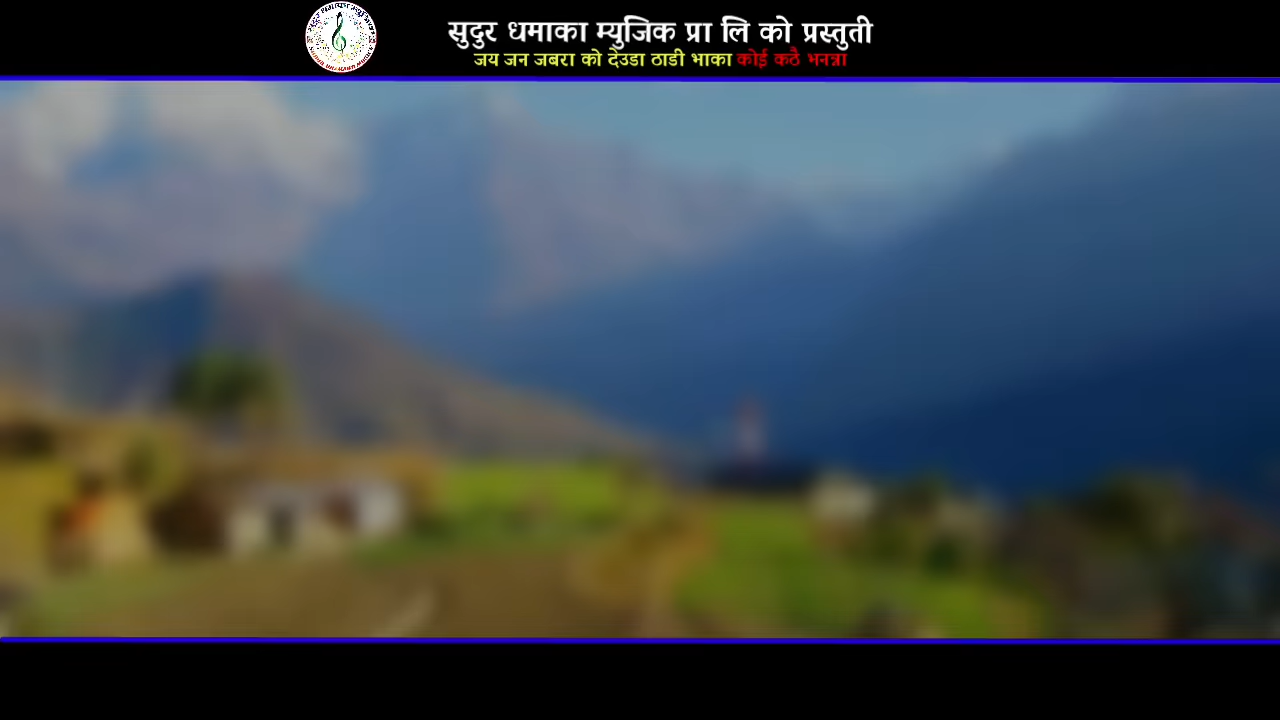 सुदुर धमाका म्युजिक प्रा लि को प्रस्तुती
जय जन जबरा को देउडा ठाडी भाका कोई कठै भनन्ना